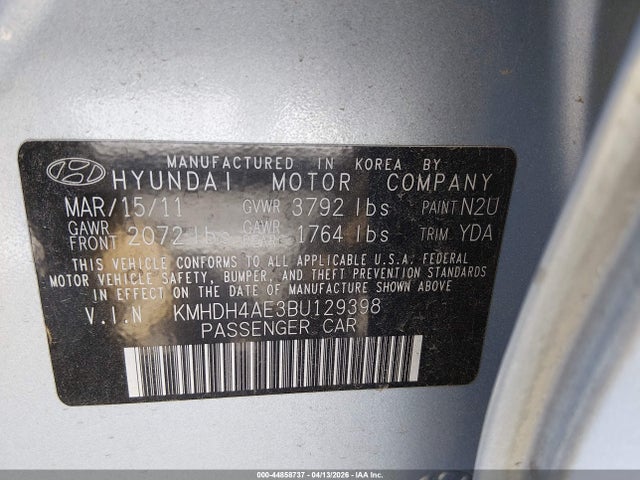 MANUFACTURED IN KOREA BY
HYUNDAI MOTOR COMPANY
MAR/15/11 GVWR 3792 lbs PAINT N2U
GAWR FRONT 2072 lbs GAWR 1764 lbs TRIM YDA
THIS VEHICLE CONFORMS TO ALL APPLICABLE U.S.A. FEDERAL
MOTOR VEHICLE SAFETY, BUMPER, AND THEFT PREVENTION STANDARDS
IN EFFECT ON THE DATE OF MANUFACTURE SHOWN ABOVE
V.I.N KMHDH4AE3BU129398
PASSENGER CAR
000-44858737 - 04/13/2026 - IAA Inc.